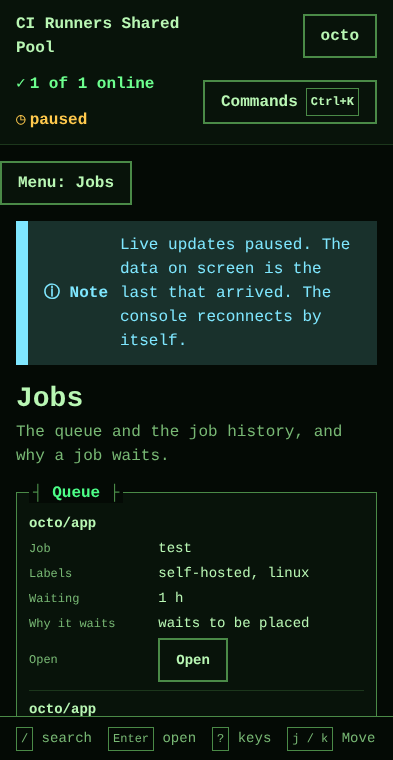 CI Runners Shared
Pool
octo
✓ 1 of 1 online
◷ paused
Commands Ctrl+K
Menu: Jobs
ⓘ Note
Live updates paused. The
data on screen is the
last that arrived. The
console reconnects by
itself.
Jobs
The queue and the job history, and
why a job waits.
Queue
octo/app
Job test
Labels self-hosted, linux
Waiting 1 h
Why it waits waits to be placed
Open Open
octo/app
/ search Enter open ? keys j / k Move